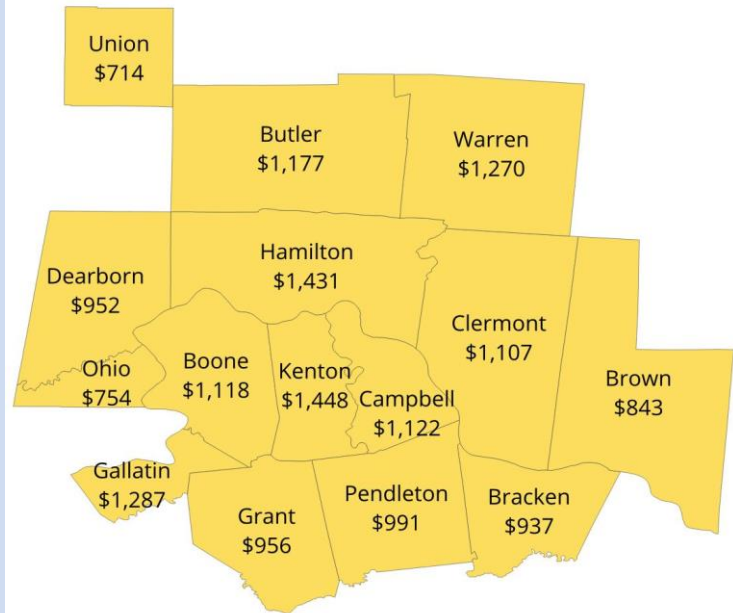 Union
$714
Butler
$1,177
Warren
$1,270
Hamilton
$1,431
Dearborn
$952
Clermont
$1,107
Ohio
$754
Boone
$1,118
Kenton
$1,448
Campbell
$1,122
Brown
$843
Gallatin
$1,287
Grant
$956
Pendleton
$991
Bracken
$937